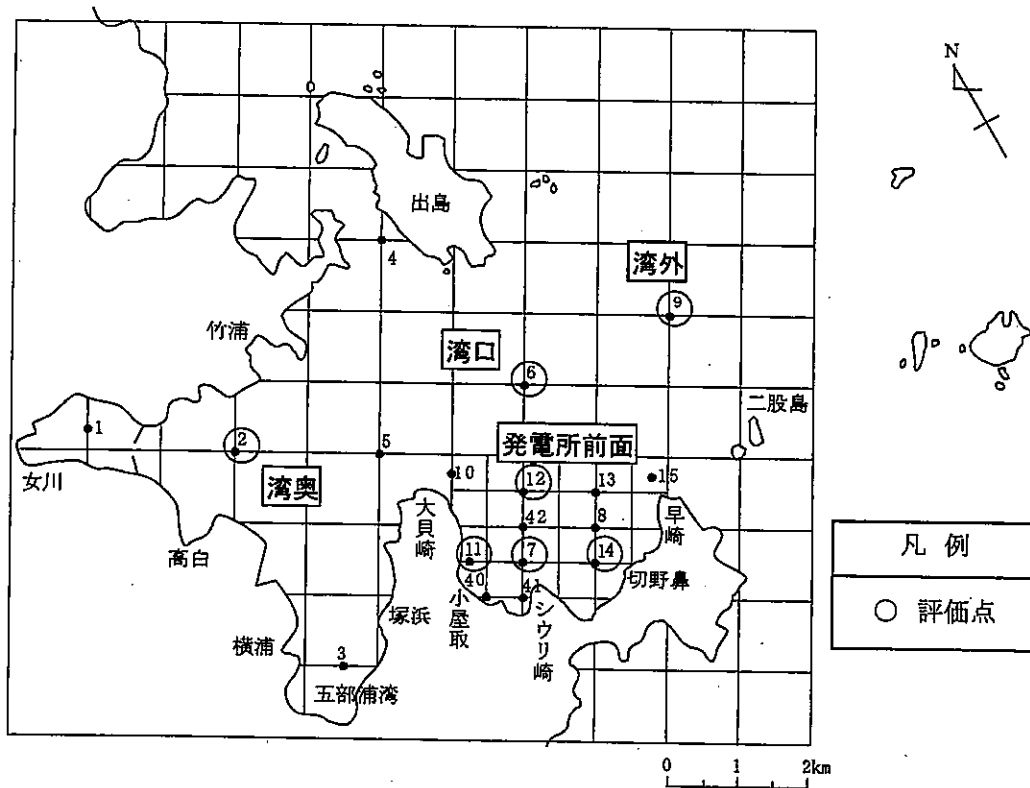 N
出島
4
湾外
9
竹浦
湾口
6
二股島
1
2
5
発電所前面
女川
湾奥
10
12
13
15
大貝崎
42
8
早崎
高白
11
7
14
切野鼻
40
41
小屋取
シウリ崎
塚浜
横浦
3
五部浦湾
凡例
○ 評価点
0 1 2km